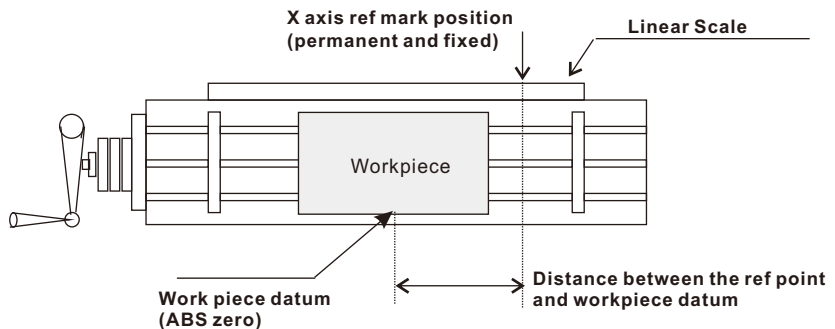 X axis ref mark position
(permanent and fixed)
Linear Scale
Workpiece
Work piece datum
(ABS zero)
Distance between the ref point
and workpiece datum